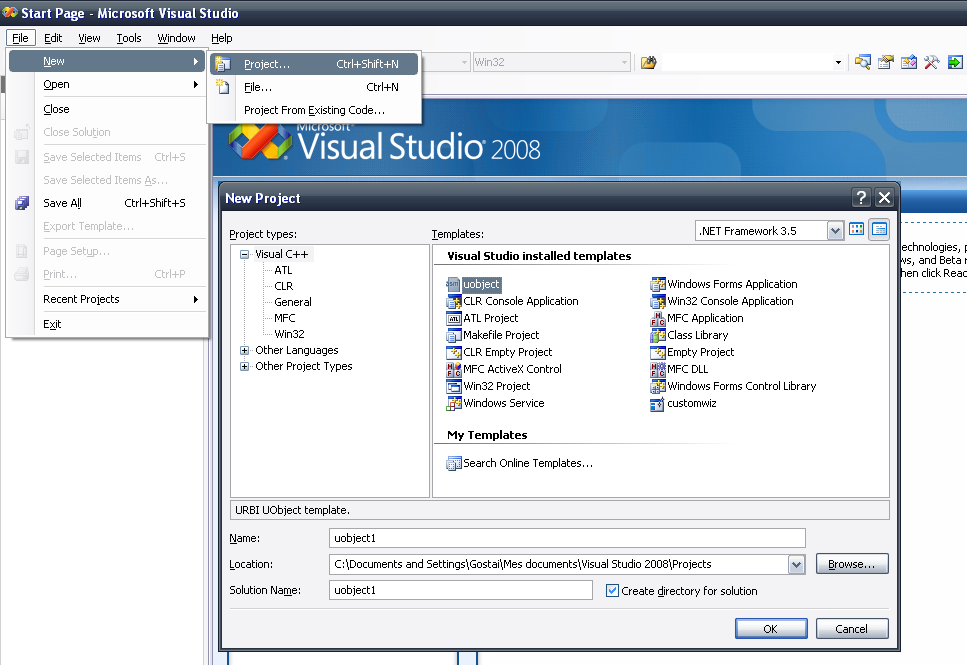 Start Page - Microsoft Visual Studio
File Edit View Tools Window Help
New
Open
Close
Close Solution
Save Selected Items Ctrl+S
Save Selected Items As...
Save All Ctrl+Shift+S
Export Template...
Page Setup...
Print... Ctrl+P
Recent Projects
Exit
Project... Ctrl+Shift+N
File... Ctrl+N
Project From Existing Code...
Win32
Microsoft
Visual Studio 2008
New Project
Project types:
Visual C++
ATL
CLR
General
MFC
Win32
Other Languages
Other Project Types
Templates:
.NET Framework 3.5
Visual Studio installed templates
uobject
CLR Console Application
ATL Project
Makefile Project
CLR Empty Project
MFC ActiveX Control
Win32 Project
Windows Service
Windows Forms Application
Win32 Console Application
MFC Application
Class Library
Empty Project
MFC DLL
Windows Forms Control Library
customwiz
My Templates
Search Online Templates...
URBI UObject template.
Name: uobject1
Location: C:\Documents and Settings\Gostai\Mes documents\Visual Studio 2008\Projects Browse...
Solution Name: uobject1 Create directory for solution
OK Cancel
echnologies, p
ws, and Beta r
hen click Reac